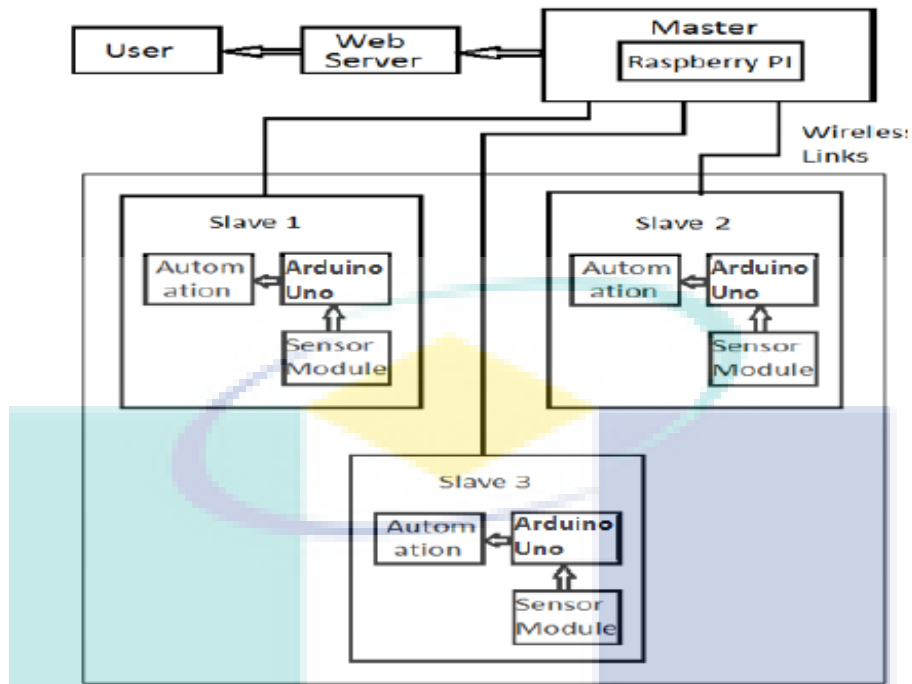 Master
User
Web
Server
Raspberry PI
Wireless
Links
Slave 1
Autom
ation
Arduino
Uno
Sensor
Module
Slave 2
Autom
ation
Arduino
Uno
Sensor
Module
Slave 3
Autom
ation
Arduino
Uno
Sensor
Module